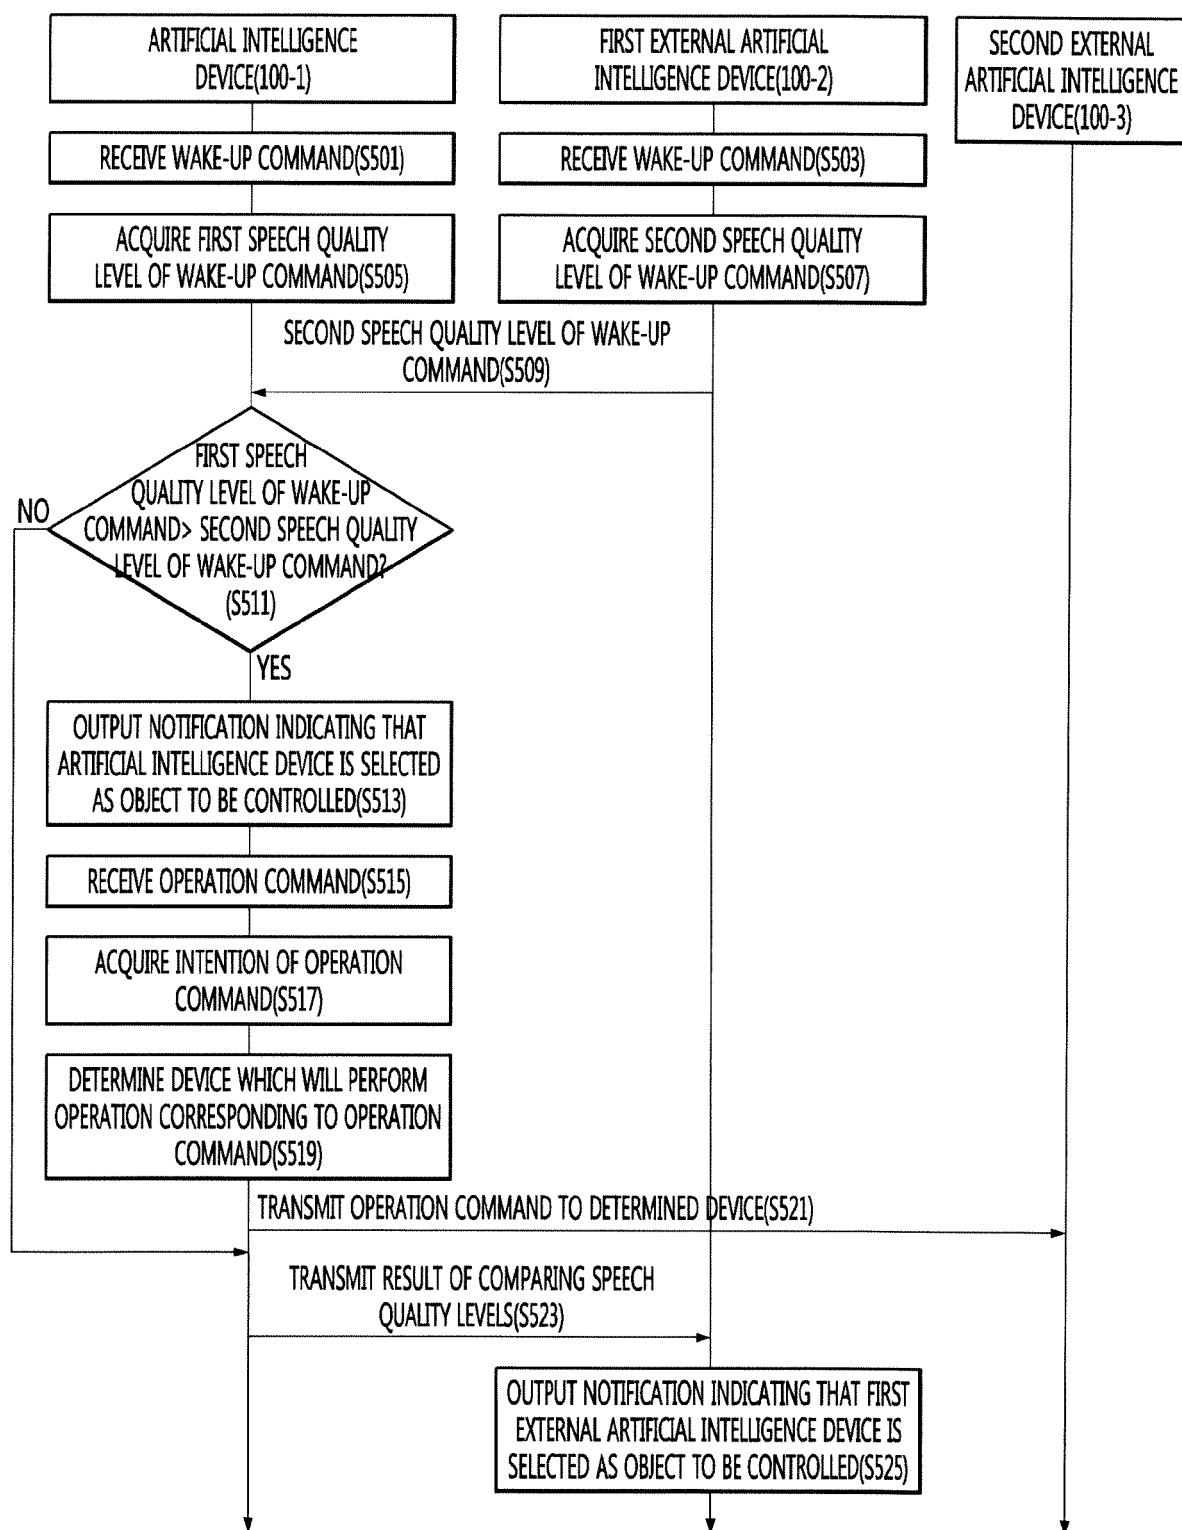 ARTIFICIAL INTELLIGENCE
DEVICE(100-1)
FIRST EXTERNAL ARTIFICIAL
INTELLIGENCE DEVICE(100-2)
SECOND EXTERNAL
ARTIFICIAL INTELLIGENCE
DEVICE(100-3)
RECEIVE WAKE-UP COMMAND(S501)
RECEIVE WAKE-UP COMMAND(S503)
ACQUIRE FIRST SPEECH QUALITY
LEVEL OF WAKE-UP COMMAND(S505)
ACQUIRE SECOND SPEECH QUALITY
LEVEL OF WAKE-UP COMMAND(S507)
SECOND SPEECH QUALITY LEVEL OF WAKE-UP
COMMAND(S509)
FIRST SPEECH
QUALITY LEVEL OF WAKE-UP
COMMAND> SECOND SPEECH QUALITY
LEVEL OF WAKE-UP COMMAND?
(S511)
NO
YES
OUTPUT NOTIFICATION INDICATING THAT
ARTIFICIAL INTELLIGENCE DEVICE IS SELECTED
AS OBJECT TO BE CONTROLLED(S513)
RECEIVE OPERATION COMMAND(S515)
ACQUIRE INTENTION OF OPERATION
COMMAND(S517)
DETERMINE DEVICE WHICH WILL PERFORM
OPERATION CORRESPONDING TO OPERATION
COMMAND(S519)
TRANSMIT OPERATION COMMAND TO DETERMINED DEVICE(S521)
TRANSMIT RESULT OF COMPARING SPEECH
QUALITY LEVELS(S523)
OUTPUT NOTIFICATION INDICATING THAT FIRST
EXTERNAL ARTIFICIAL INTELLIGENCE DEVICE IS
SELECTED AS OBJECT TO BE CONTROLLED(S525)